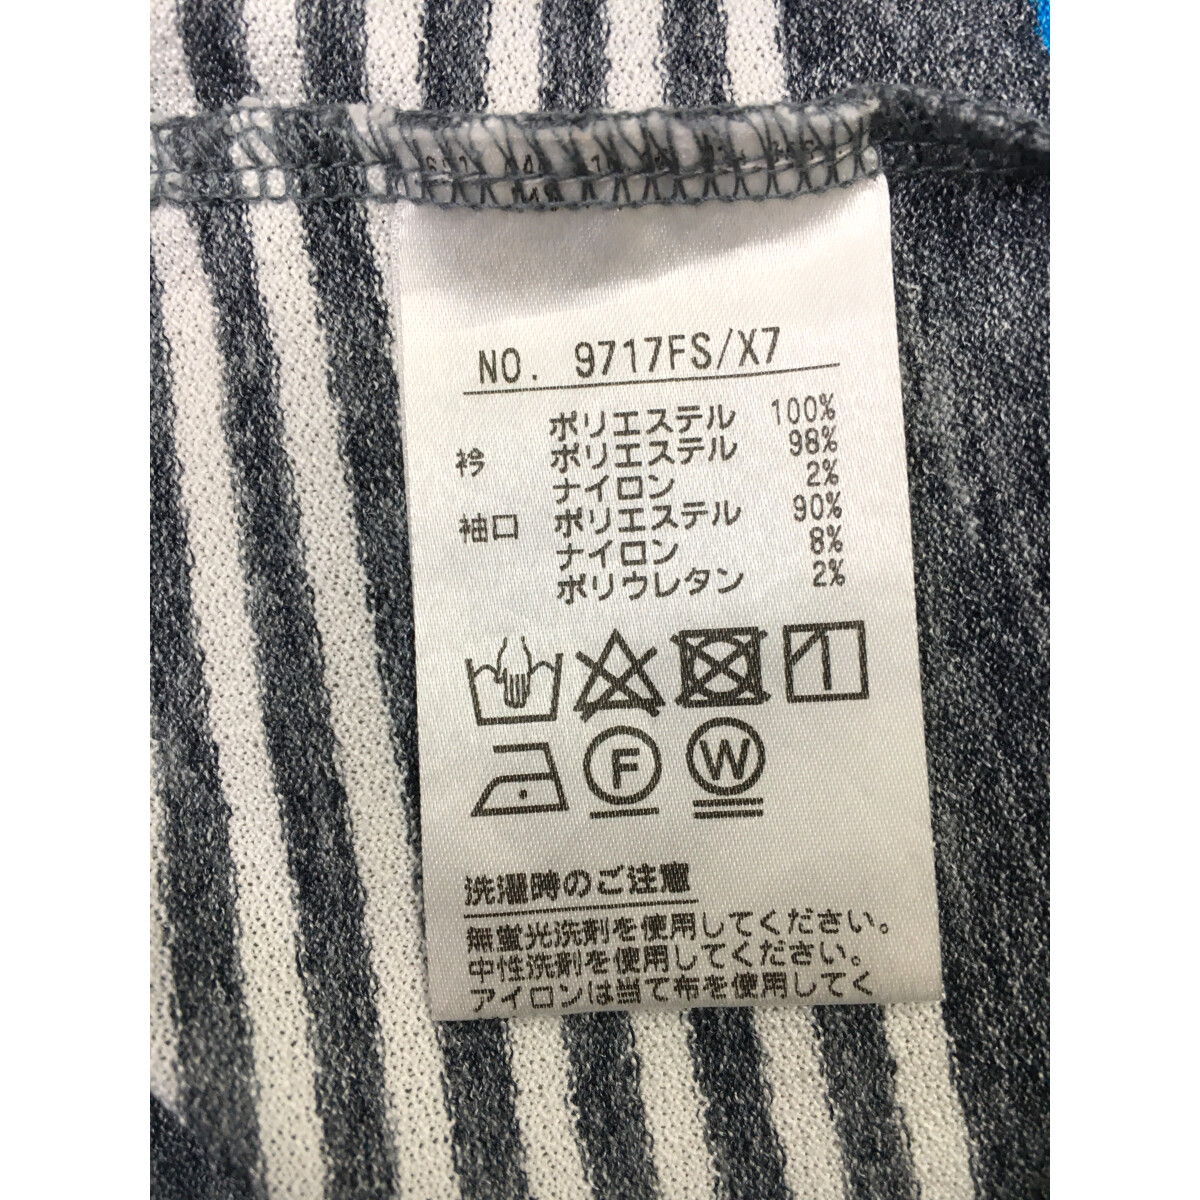 NO. 9717FS/X7
ポリエステル 100%
衿 ポリエステル 98%
ナイロン 2%
袖口 ポリエステル 90%
ナイロン 8%
ポリウレタン 2%
F W
洗濯時のご注意
無蛍光洗剤を使用してください。
中性洗剤を使用してください。
アイロンは当て布を使用してく